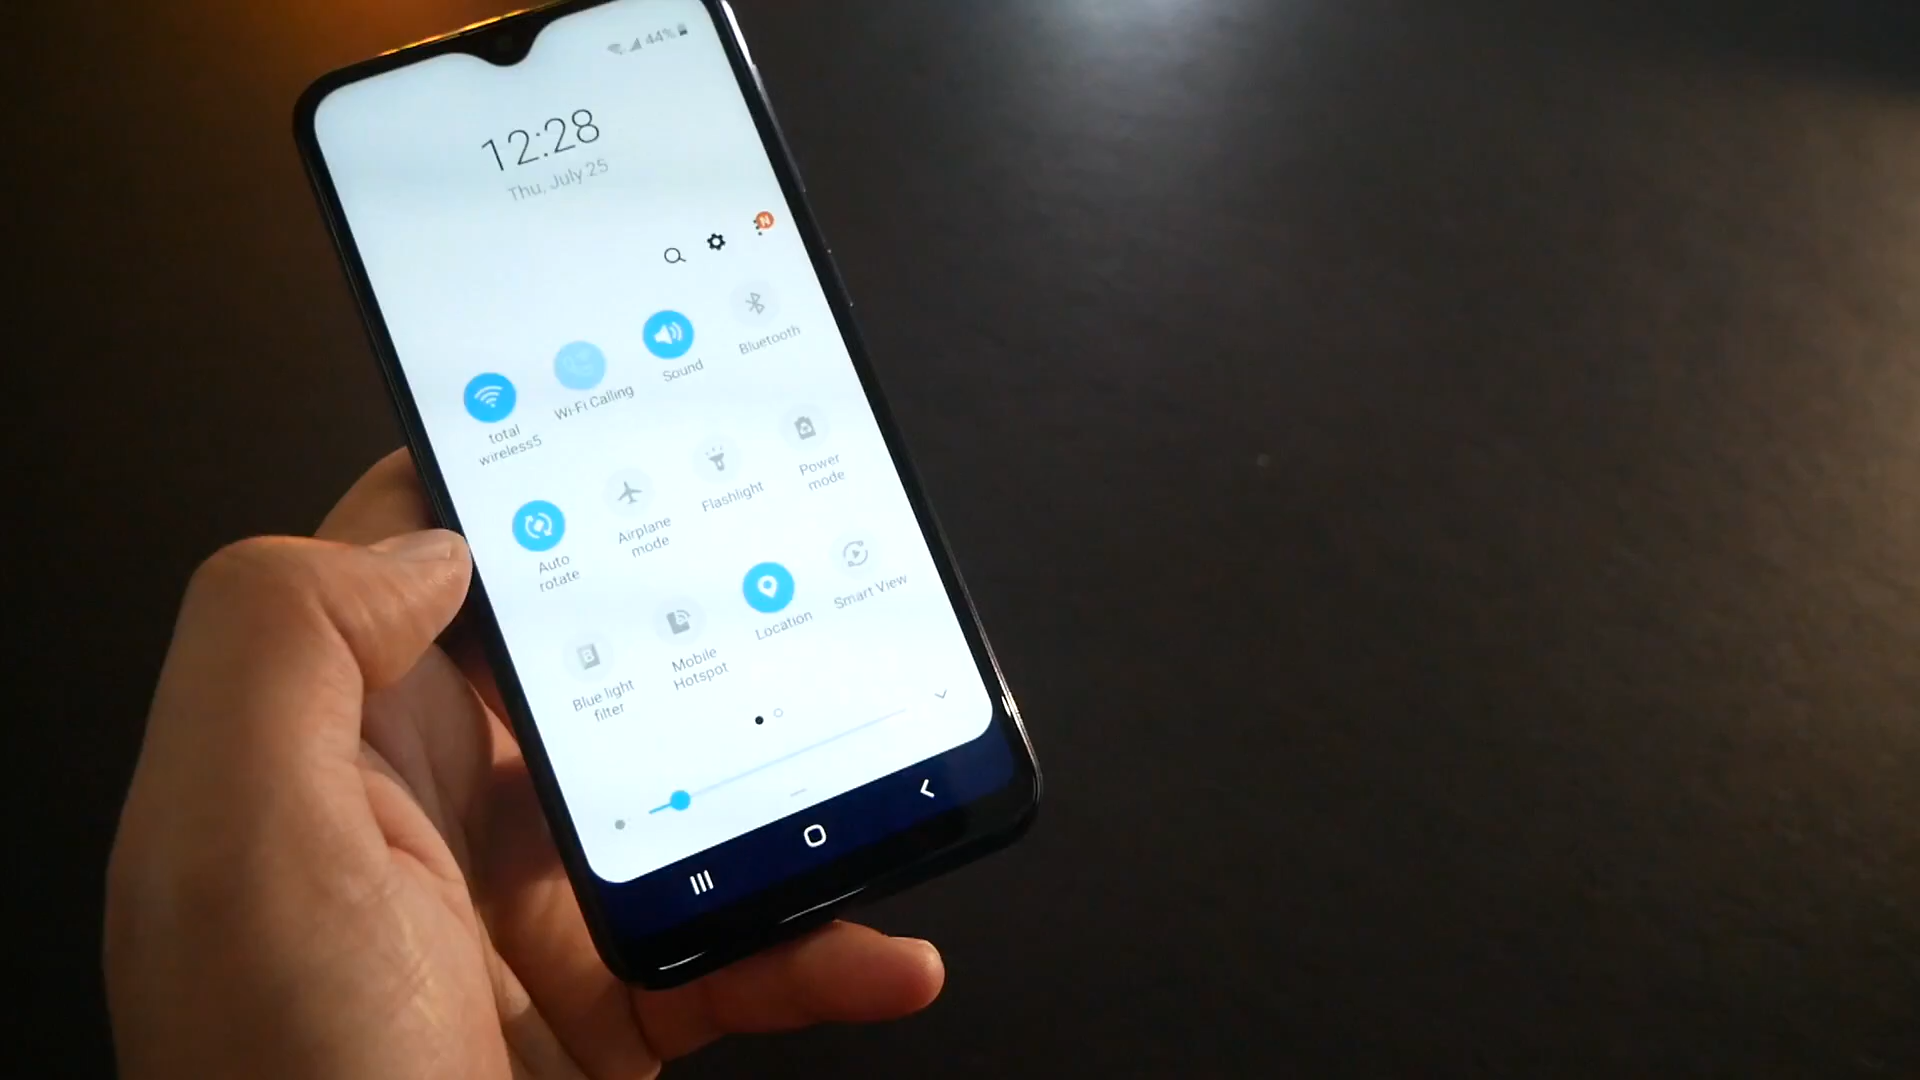 44%
12:28
Thu, July 25
N
total
wireless5
Wi-Fi Calling
Sound
Bluetooth
Auto
rotate
Airplane
mode
Flashlight
Power
mode
Blue light
filter
Mobile
Hotspot
Location
Smart View